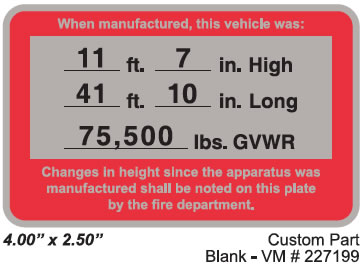 When manufactured, this vehicle was:
11 ft. 7 in. High
41 ft. 10 in. Long
75,500 lbs. GVWR
Changes in height since the apparatus was
manufactured shall be noted on this plate
by the fire department.
4.00” x 2.50” Custom Part
Blank - VM # 227199